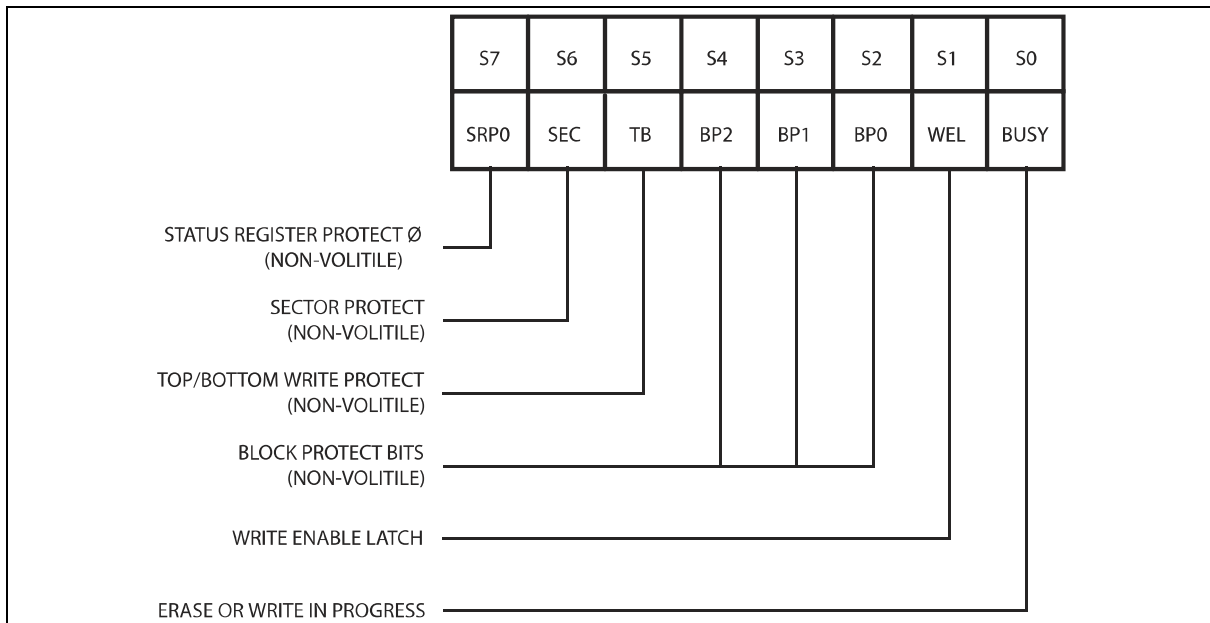 S7 S6 S5 S4 S3 S2 S1 S0
SRP0 SEC TB BP2 BP1 BP0 WEL BUSY
STATUS REGISTER PROTECT Ø
(NON-VOLITILE)
SECTOR PROTECT
(NON-VOLITILE)
TOP/BOTTOM WRITE PROTECT
(NON-VOLITILE)
BLOCK PROTECT BITS
(NON-VOLITILE)
WRITE ENABLE LATCH
ERASE OR WRITE IN PROGRESS